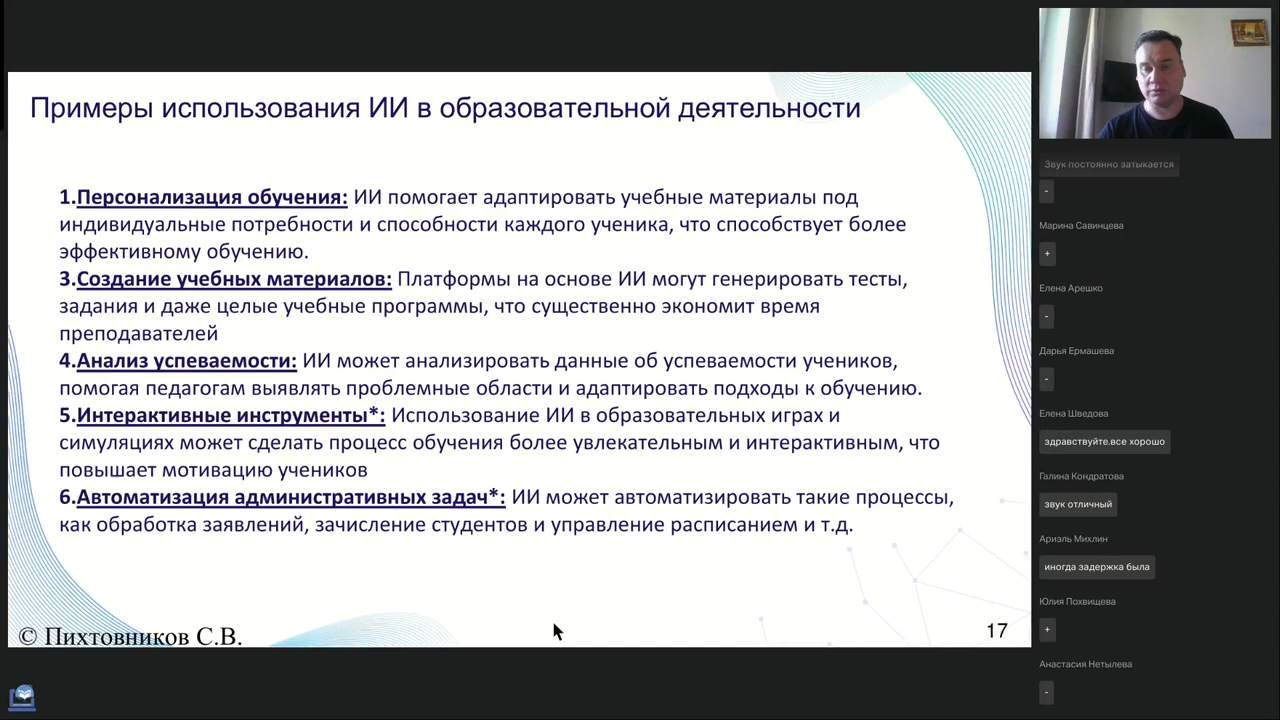 Примеры использования ИИ в образовательной деятельности
1.Персонализация обучения: ИИ помогает адаптировать учебные материалы под
индивидуальные потребности и способности каждого ученика, что способствует более
эффективному обучению.
3.Создание учебных материалов: Платформы на основе ИИ могут генерировать тесты,
задания и даже целые учебные программы, что существенно экономит время
преподавателей
4.Анализ успеваемости: ИИ может анализировать данные об успеваемости учеников,
помогая педагогам выявлять проблемные области и адаптировать подходы к обучению.
5.Интерактивные инструменты*: Использование ИИ в образовательных играх и
симуляциях может сделать процесс обучения более увлекательным и интерактивным, что
повышает мотивацию учеников
6.Автоматизация административных задач*: ИИ может автоматизировать такие процессы,
как обработка заявлений, зачисление студентов и управление расписанием и т.д.
© Пихтовников С.В.
17
Звук постоянно затыкается
-
Марина Савинцева
+
Елена Арешко
-
Дарья Ермашева
-
Елена Шведова
здравствуйте.все хорошо
Галина Кондратова
звук отличный
Ариэль Михлин
иногда задержка была
Юлия Похвищева
+
Анастасия Нетылева
-